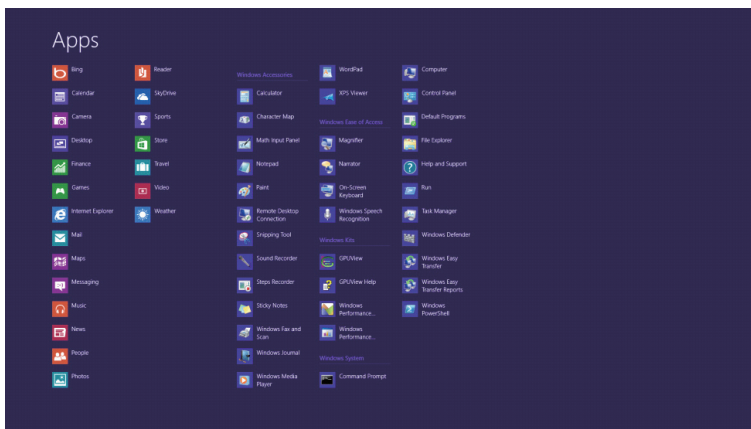 Apps
Bing
Calendar
Camera
Desktop
Finance
Games
Internet Explorer
Mail
Maps
Messaging
Music
News
People
Photos
Reader
SkyDrive
Sports
Store
Travel
Video
Weather
Windows Accessories
Calculator
Character Map
Math Input Panel
Notepad
Paint
Remote Desktop
Connection
Snipping Tool
Sound Recorder
Steps Recorder
Sticky Notes
Windows Fax and
Scan
Windows Journal
Windows Media
Player
WordPad
XPS Viewer
Windows Ease of Access
Magnifier
Narrator
On-Screen
Keyboard
Windows Speech
Recognition
Windows Kits
GPUView
GPUView Help
Windows
Performance...
Windows
Performance...
Windows System
Command Prompt
Computer
Control Panel
Default Programs
File Explorer
Help and Support
Run
Task Manager
Windows Defender
Windows Easy
Transfer
Windows Easy
Transfer Reports
Windows
PowerShell